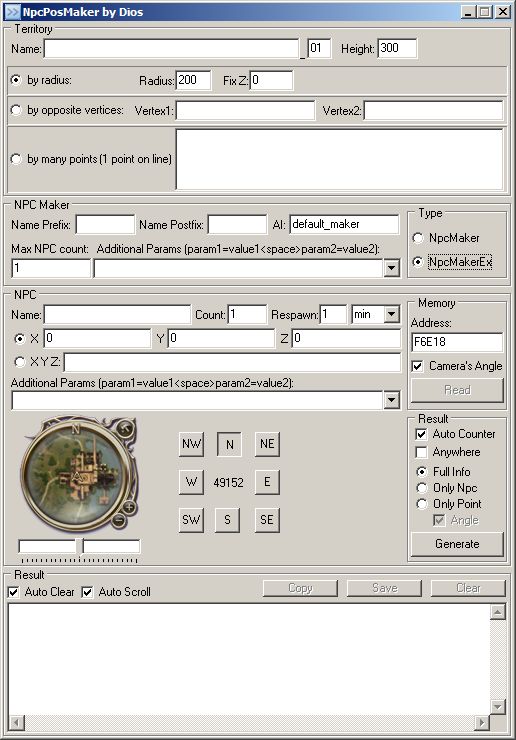 NpcPosMaker by Dios
Territory
Name: _ 01 Height: 300
by radius: Radius: 200 Fix Z: 0
by opposite vertices: Vertex1: Vertex2:
by many points (1 point on line)
NPC Maker
Name Prefix: Name Postfix: AI: default_maker
Max NPC count: Additional Params (param1=value1<space>param2=value2):
1
Type
NpcMaker
NpcMakerEx
NPC
Name: Count: 1 Respawn: 1 min
X 0 Y 0 Z 0
X Y Z:
Additional Params (param1=value1<space>param2=value2):
Memory
Address:
F6E18
Camera's Angle
Read
N
NW N NE
W 49152 E
SW S SE
Result
Auto Counter
Anywhere
Full Info
Only Npc
Only Point
Angle
Generate
Result
Auto Clear Auto Scroll Copy Save Clear